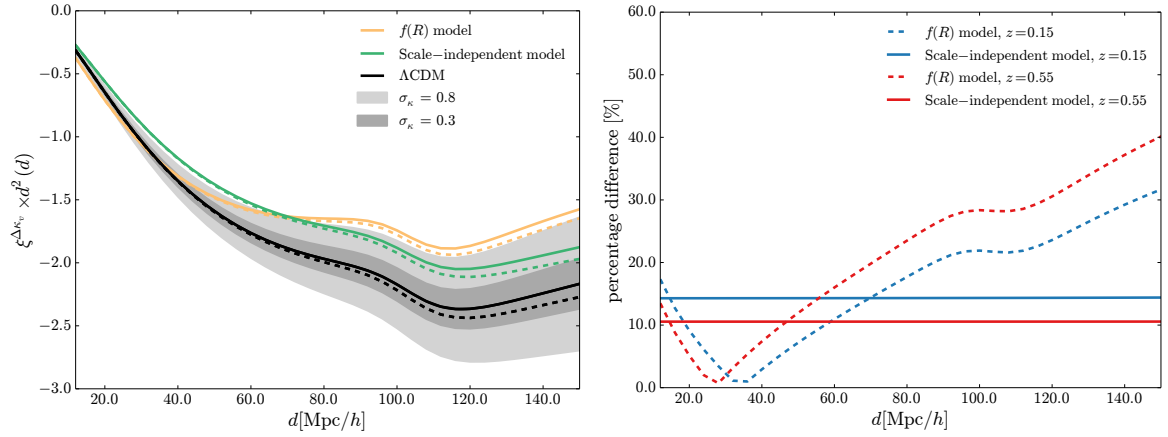 0.0
−0.5
−1.0
−1.5
−2.0
−2.5
−3.0
ξ^{Δκ_v} ×d² (d)
f(R) model
Scale−independent model
ΛCDM
σ_κ = 0.8
σ_κ = 0.3
20.0 40.0 60.0 80.0 100.0 120.0 140.0
d[Mpc/h]
60.0
50.0
40.0
30.0
20.0
10.0
0.0
percentage difference [%]
f(R) model, z=0.15
Scale−independent model, z=0.15
f(R) model, z=0.55
Scale−independent model, z=0.55
20.0 40.0 60.0 80.0 100.0 120.0 140.0
d[Mpc/h]